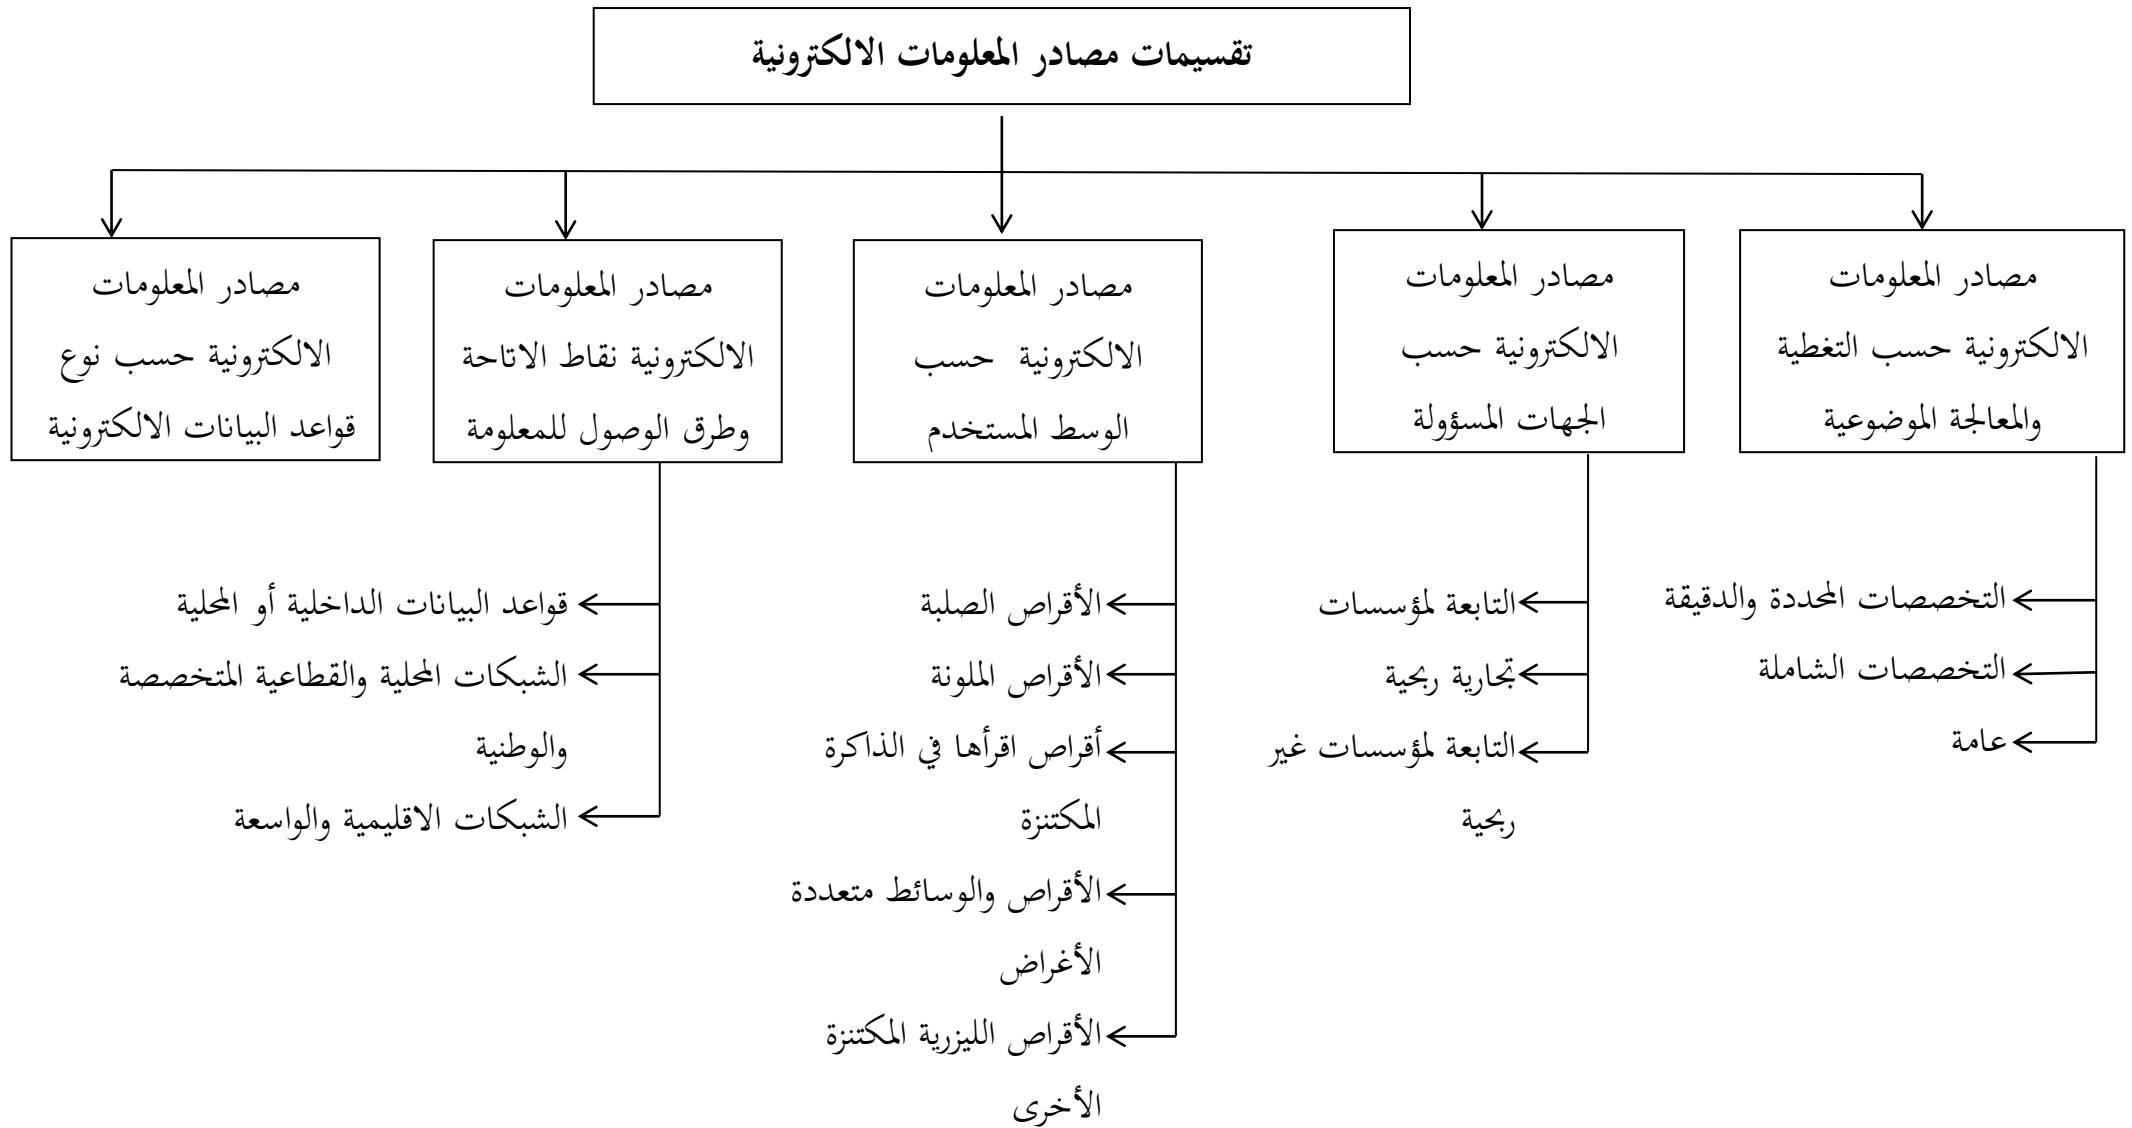 تقسيمات مصادر المعلومات الالكترونية
مصادر المعلومات
الالكترونية حسب التغطية
والمعالجة الموضوعية
التخصصات المحددة والدقيقة
التخصصات الشاملة
عامة
مصادر المعلومات
الالكترونية حسب
الجهات المسؤولة
التابعة لمؤسسات
تجارية ربحية
التابعة لمؤسسات غير
ربحية
مصادر المعلومات
الالكترونية حسب
الوسط المستخدم
الأقراص الصلبة
الأقراص الملونة
أقراص اقرأها في الذاكرة
المكتنزة
الأقراص والوسائط متعددة
الأغراض
الأقراص الليزرية المكتنزة
الأخرى
مصادر المعلومات
الالكترونية نقاط الاتاحة
وطرق الوصول للمعلومة
قواعد البيانات الداخلية أو المحلية
الشبكات المحلية والقطاعية المتخصصة
والوطنية
الشبكات الاقليمية والواسعة
مصادر المعلومات
الالكترونية حسب نوع
قواعد البيانات الالكترونية